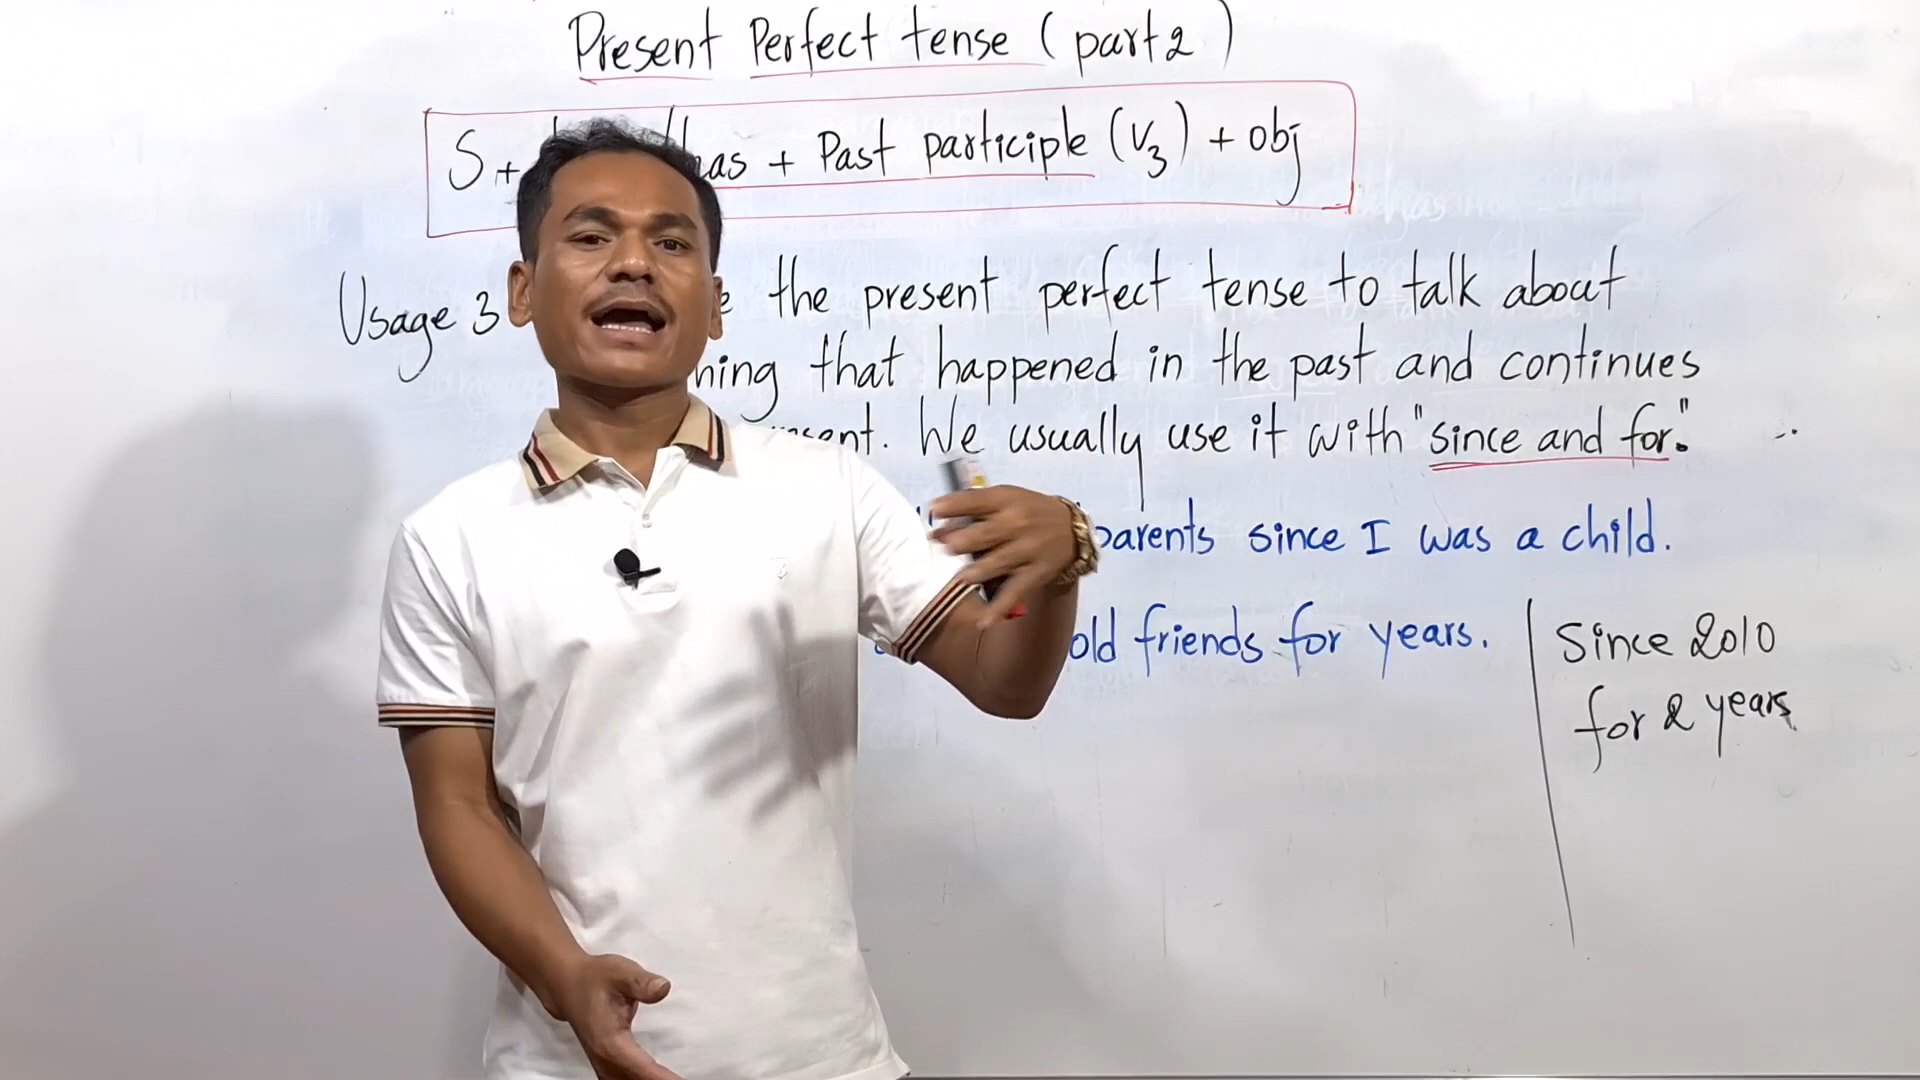 Present Perfect tense (part 2)
S + has + Past participle (V3) + obj
Usage 3 the present perfect tense to talk about
that happened in the past and continues
We usually use it with "since and for."
parents since I was a child.
old friends for years.
Since 2010
for 2 years